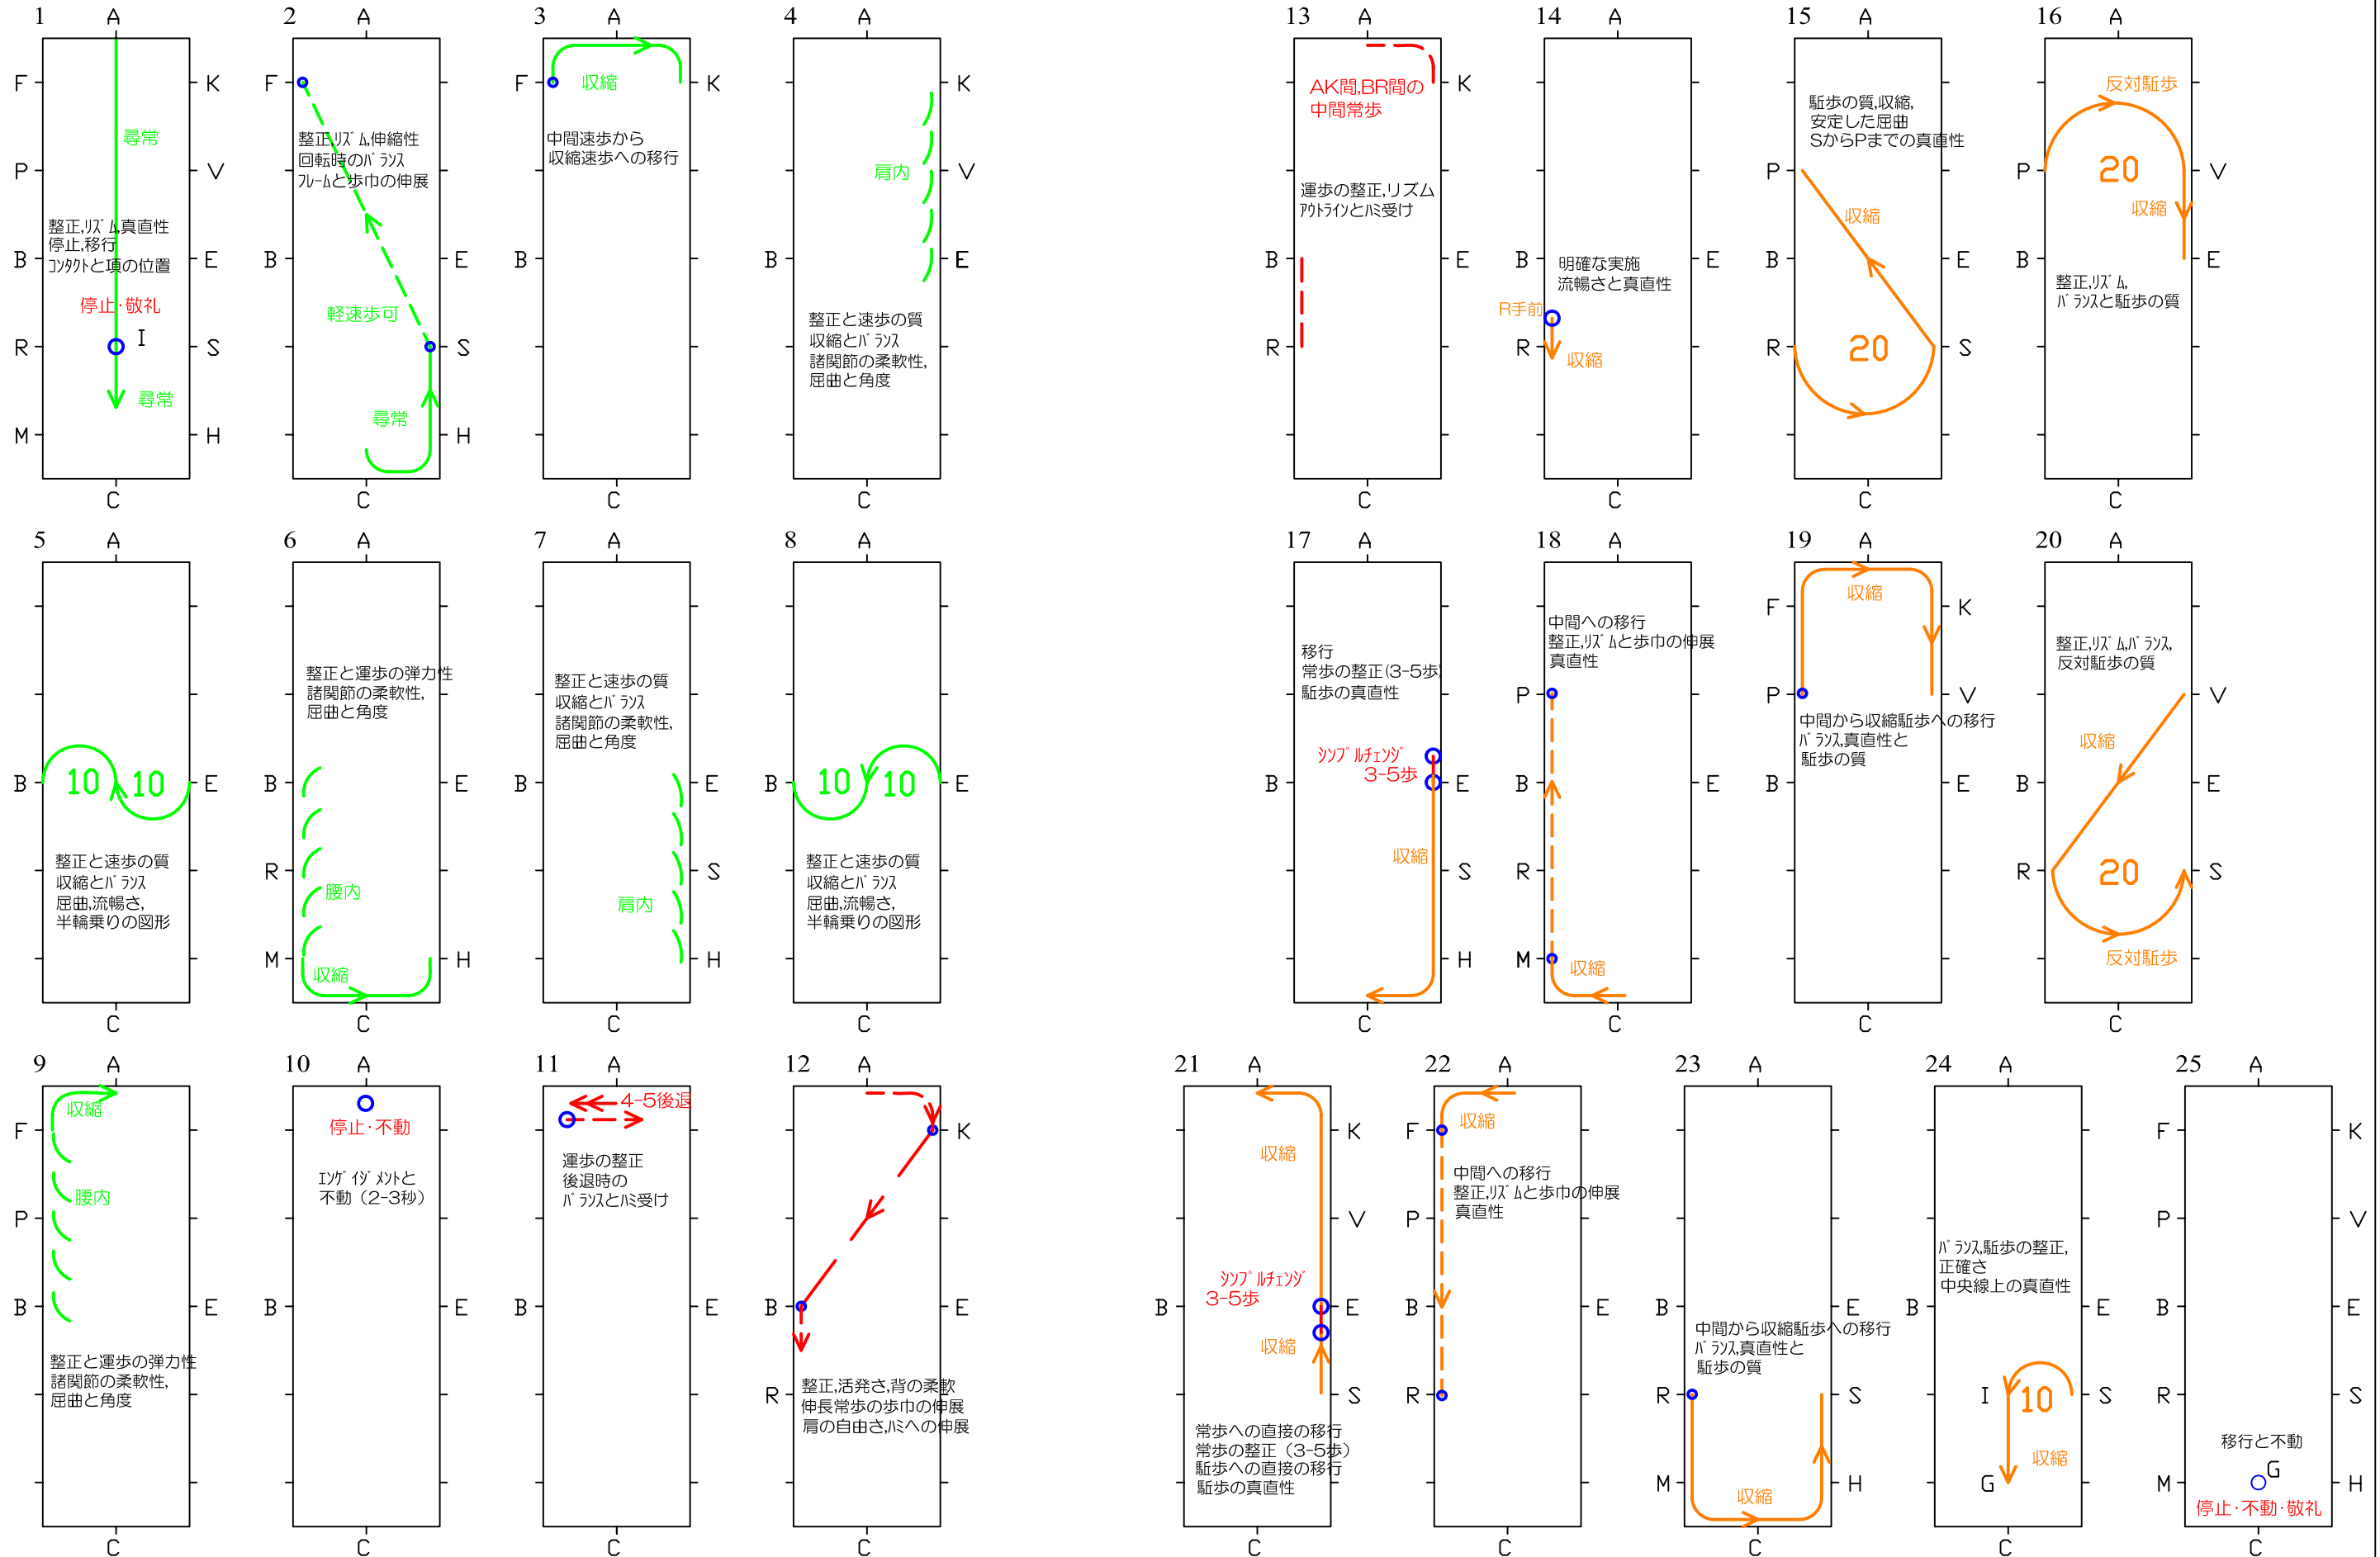 1 A
F K
尋常
P V
整正,ﾘｽﾞﾑ,真直性
停止,移行
B E
ｺﾝﾀｸﾄと項の位置
停止･敬礼
I
R S
尋常
M H
C
2 A
F
整正,ﾘｽﾞﾑ,伸縮性
回転時のﾊﾞﾗﾝｽ
ﾌﾚｰﾑと歩巾の伸展
B E
軽速歩可
S
尋常
H
C
3 A
F 収縮 K
中間速歩から
収縮速歩への移行
B
C
4 A
K
肩内 V
B E
整正と速歩の質
収縮とﾊﾞﾗﾝｽ
諸関節の柔軟性,
屈曲と角度
C
13 A
K
AK間,BR間の
中間常歩
運歩の整正,リズム
ｱｳﾄﾗｲﾝとﾊﾐ受け
B E
R
C
14 A
B E
明確な実施
流暢さと真直性
R手前
R
収縮
C
15 A
駈歩の質,収縮,
安定した屈曲
SからPまでの真直性
P
収縮
B E
R 20 S
C
16 A
反対駈歩
P 20 V
収縮
B E
整正,ﾘｽﾞﾑ,
ﾊﾞﾗﾝｽと駈歩の質
C
5 A
B 10 10 E
整正と速歩の質
収縮とﾊﾞﾗﾝｽ
屈曲,流暢さ,
半輪乗りの図形
C
6 A
整正と運歩の弾力性
諸関節の柔軟性,
屈曲と角度
B E
R
腰内
M H
収縮
C
7 A
整正と速歩の質
収縮とﾊﾞﾗﾝｽ
諸関節の柔軟性,
屈曲と角度
B E
S
肩内
H
C
8 A
B 10 10 E
整正と速歩の質
収縮とﾊﾞﾗﾝｽ
屈曲,流暢さ,
半輪乗りの図形
C
17 A
移行
常歩の整正(3-5歩)
駈歩の真直性
ｼﾝﾌﾟﾙﾁｪﾝｼﾞ
3-5歩
B E
収縮
S
H
C
18 A
中間への移行
整正,ﾘｽﾞﾑと歩巾の伸展
真直性
P
B E
R
M 収縮
C
19 A
収縮
F K
P V
中間から収縮駈歩への移行
ﾊﾞﾗﾝｽ,真直性と
駈歩の質
B E
C
20 A
整正,ﾘｽﾞﾑ,ﾊﾞﾗﾝｽ,
反対駈歩の質
V
収縮
B E
R 20 S
反対駈歩
C
9 A
収縮
F
腰内
P
B E
整正と運歩の弾力性
諸関節の柔軟性,
屈曲と角度
C
10 A
停止･不動
ｴﾝｹﾞｲｼﾞﾒﾝﾄと
不動（2-3秒）
B E
C
11 A
4-5後退
運歩の整正
後退時の
ﾊﾞﾗﾝｽとﾊﾐ受け
B E
C
12 A
K
B E
R
整正,活発さ,背の柔軟
伸長常歩の歩巾の伸展
肩の自由さ,ﾊﾐへの伸展
C
21 A
K
収縮
V
ｼﾝﾌﾟﾙﾁｪﾝｼﾞ
3-5歩
B E
収縮
S
常歩への直接の移行
常歩の整正（3-5歩）
駈歩への直接の移行
駈歩の真直性
C
22 A
F 収縮
中間への移行
整正,ﾘｽﾞﾑと歩巾の伸展
真直性
P
B E
R
C
23 A
B E
中間から収縮駈歩への移行
ﾊﾞﾗﾝｽ,真直性と
駈歩の質
R S
M H
収縮
C
24 A
ﾊﾞﾗﾝｽ,駈歩の整正,
正確さ
中央線上の真直性
B E
I 10 S
収縮
G
C
25 A
F K
P V
B E
R S
移行と不動
G
M H
停止･不動･敬礼
C